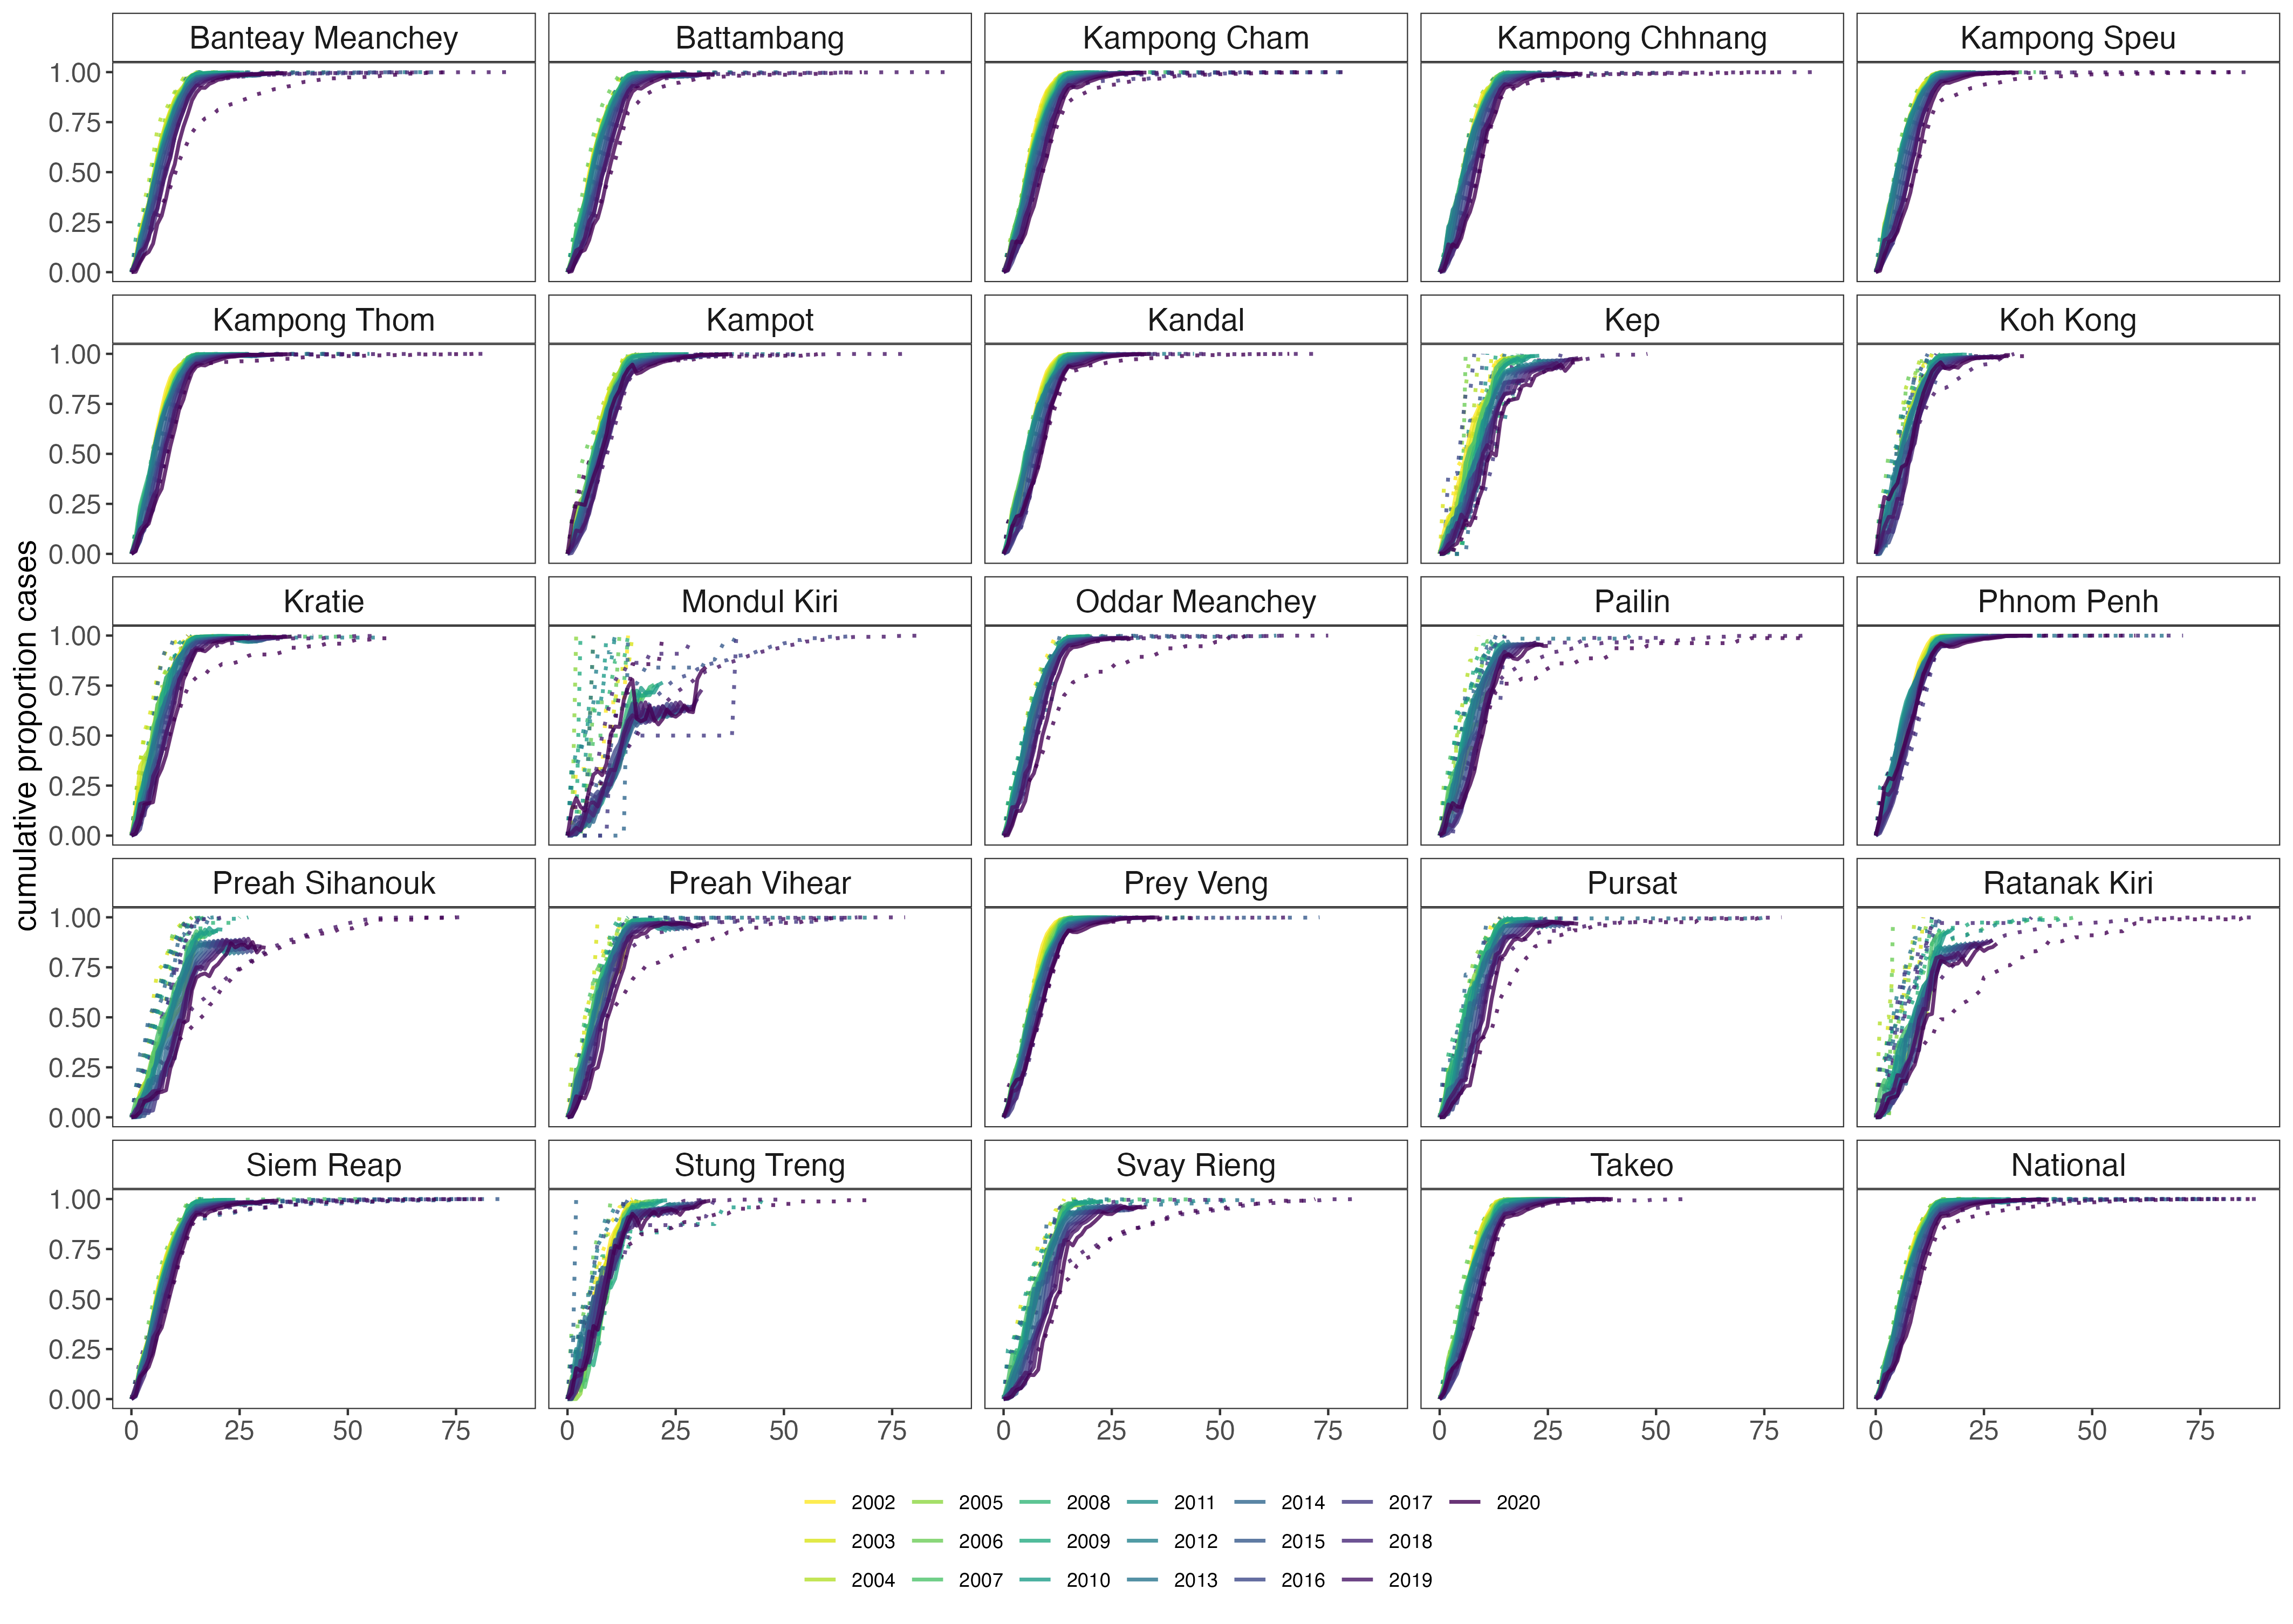 Banteay Meanchey Battambang Kampong Cham Kampong Chhnang Kampong Speu
1.00
0.75
0.50
0.25
0.00
Kampong Thom Kampot Kandal Kep Koh Kong
1.00
0.75
0.50
0.25
0.00
cumulative proportion cases
Kratie Mondul Kiri Oddar Meanchey Pailin Phnom Penh
1.00
0.75
0.50
0.25
0.00
Preah Sihanouk Preah Vihear Prey Veng Pursat Ratanak Kiri
1.00
0.75
0.50
0.25
0.00
Siem Reap Stung Treng Svay Rieng Takeo National
1.00
0.75
0.50
0.25
0.00
0 25 50 75 0 25 50 75 0 25 50 75 0 25 50 75 0 25 50 75
2002 2005 2008 2011 2014 2017 2020
2003 2006 2009 2012 2015 2018
2004 2007 2010 2013 2016 2019